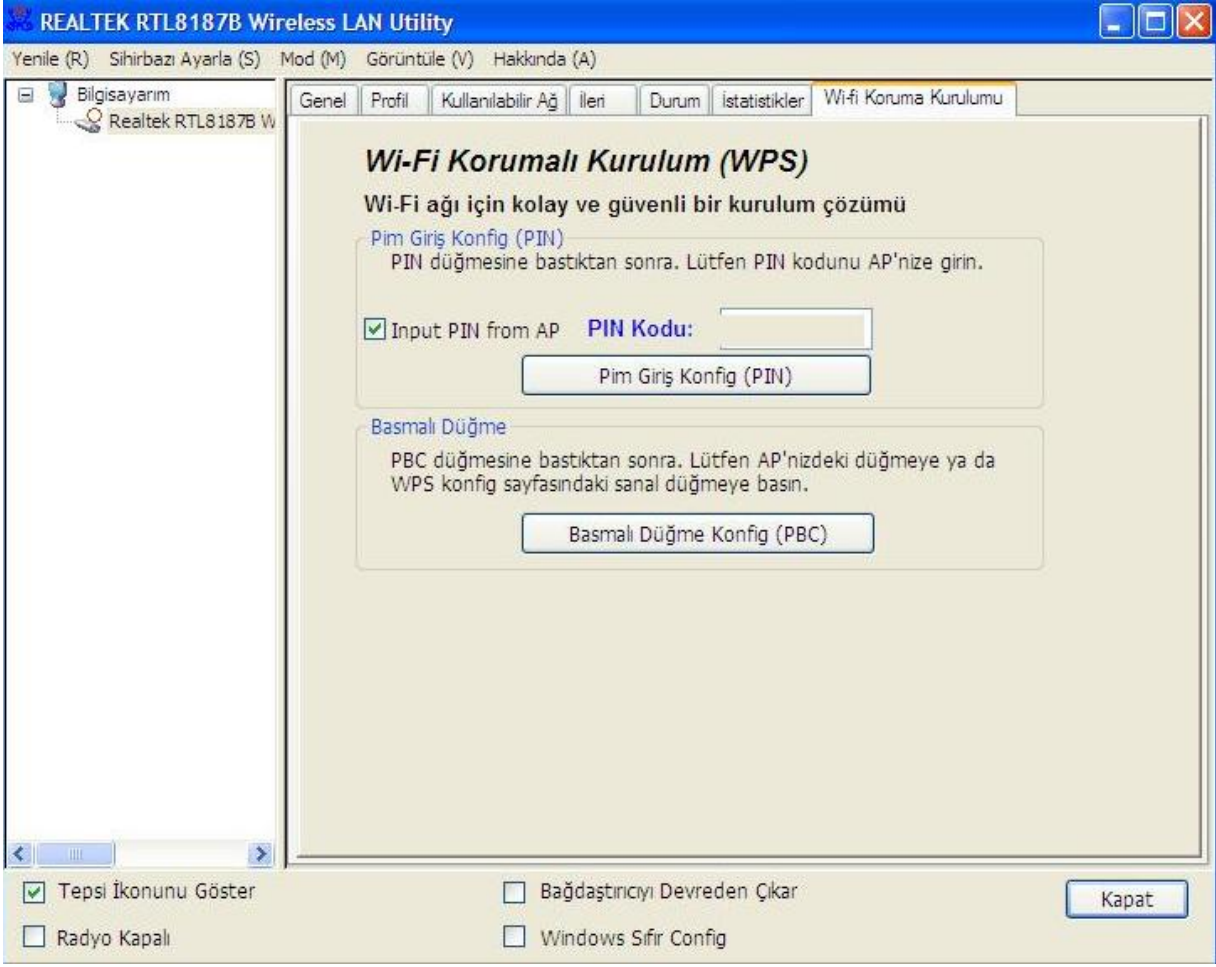 REALTEK RTL8187B Wireless LAN Utility
Yenile (R) Sihirbazı Ayarla (S) Mod (M) Görüntüle (V) Hakkında (A)
Bilgisayarım
Realtek RTL8187B W
Genel Profil Kullanılabilir Ağ İleri Durum İstatistikler Wi-fi Koruma Kurulumu
Wi-Fi Korumalı Kurulum (WPS)
Wi-Fi ağı için kolay ve güvenli bir kurulum çözümü
Pim Giriş Konfig (PIN)
PIN düğmesine bastıktan sonra. Lütfen PIN kodunu AP'nize girin.
Input PIN from AP PIN Kodu:
Pim Giriş Konfig (PIN)
Basmalı Düğme
PBC düğmesine bastıktan sonra. Lütfen AP'nizdeki düğmeye ya da
WPS konfig sayfasındaki sanal düğmeye basın.
Basmalı Düğme Konfig (PBC)
Tepsi İkonunu Göster Bağdaştırıcıyı Devreden Çıkar
Kapat
Radyo Kapalı Windows Sıfır Config